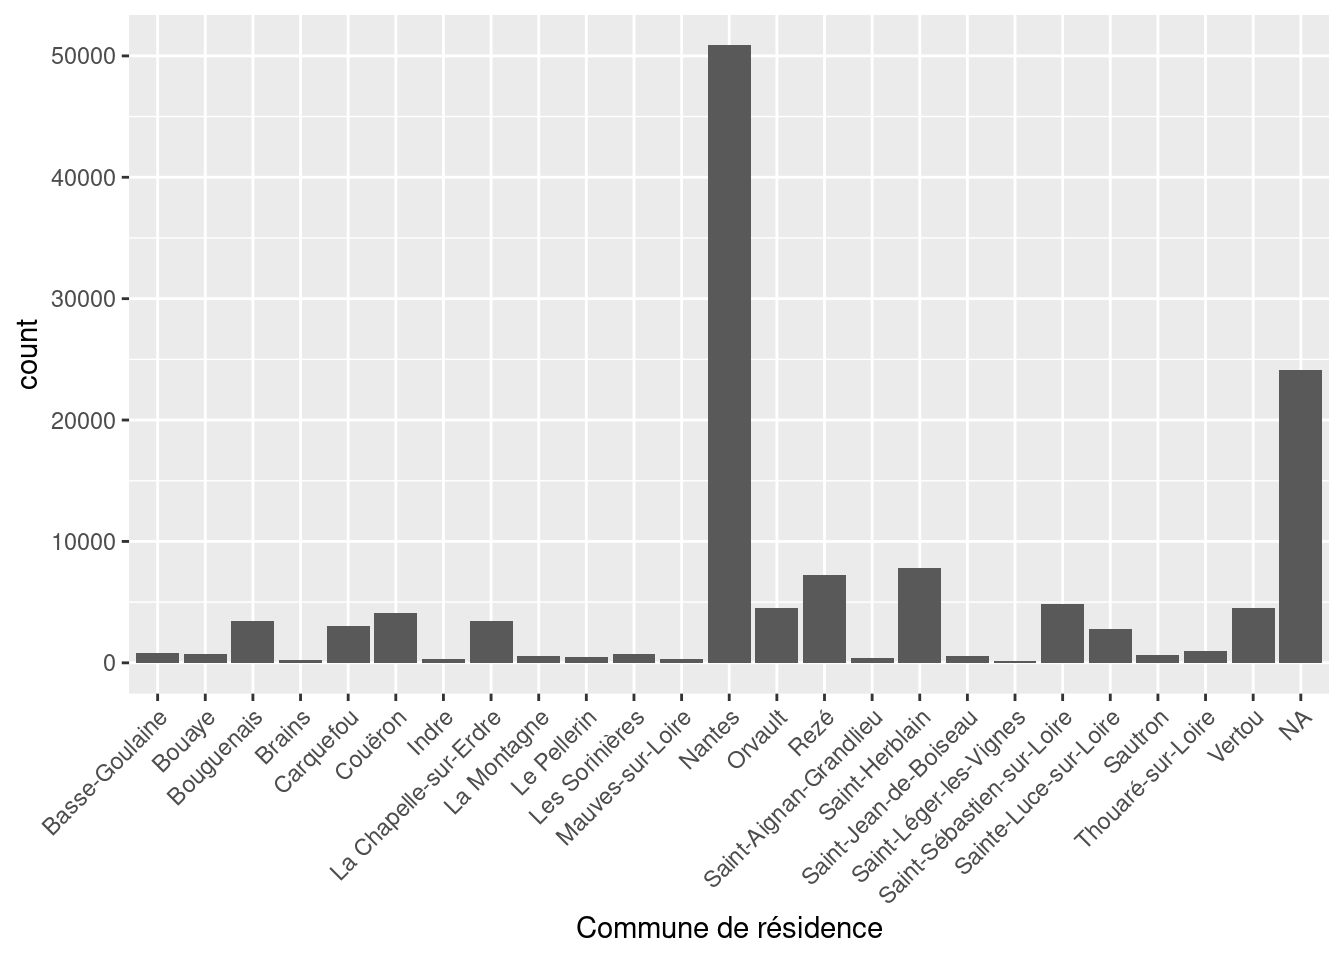 50000
40000
30000
20000
10000
0
count
Basse-Goulaine
Bouaye
Bouguenais
Brains
Carquefou
Couëron
Indre
La Chapelle-sur-Erdre
La Montagne
Le Pellerin
Les Sorinières
Mauves-sur-Loire
Nantes
Orvault
Rezé
Saint-Aignan-Grandlieu
Saint-Herblain
Saint-Jean-de-Boiseau
Saint-Léger-les-Vignes
Saint-Sébastien-sur-Loire
Sainte-Luce-sur-Loire
Sautron
Thouaré-sur-Loire
Vertou
NA
Commune de résidence